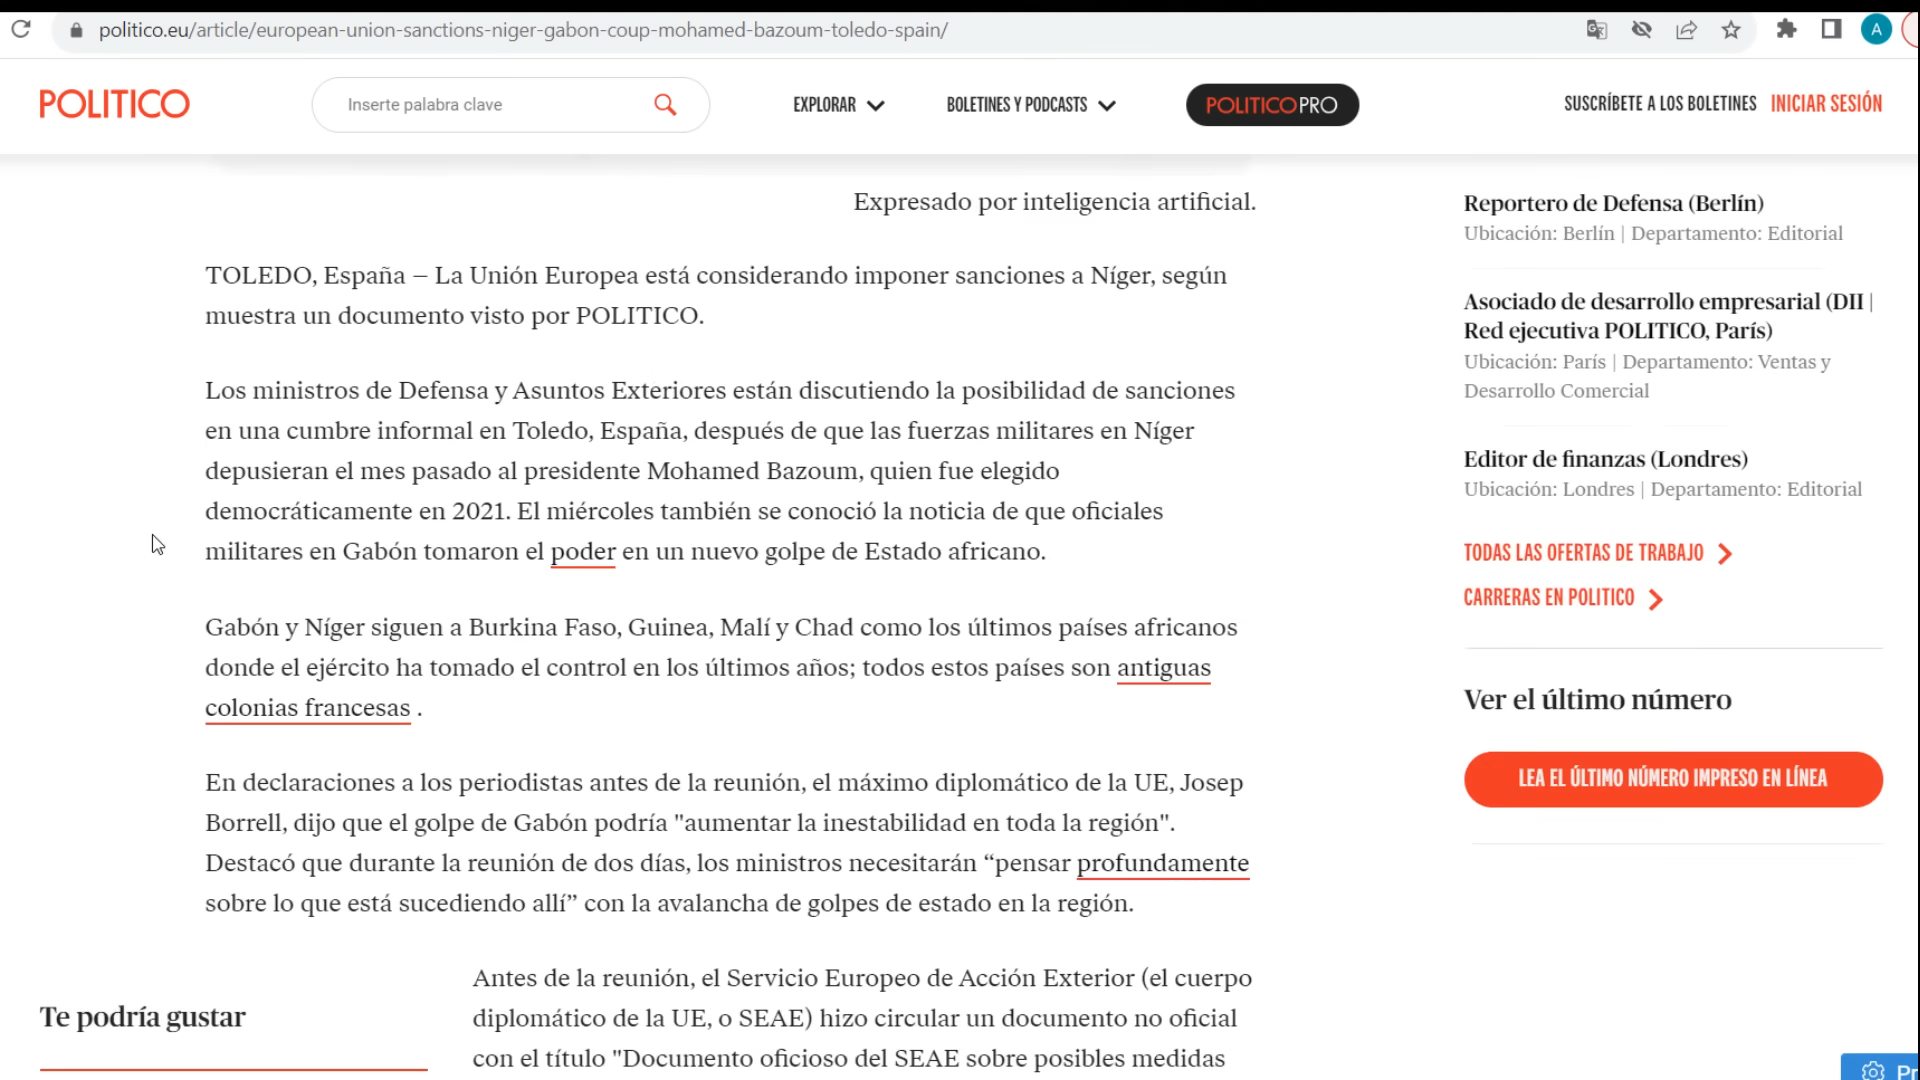 politico.eu/article/european-union-sanctions-niger-gabon-coup-mohamed-bazoum-toledo-spain/
A
POLITICO
Inserte palabra clave
EXPLORAR
BOLETINES Y PODCASTS
POLITICOPRO
SUSCRÍBETE A LOS BOLETINES
INICIAR SESIÓN
Expresado por inteligencia artificial.
TOLEDO, España — La Unión Europea está considerando imponer sanciones a Níger, según
muestra un documento visto por POLITICO.
Los ministros de Defensa y Asuntos Exteriores están discutiendo la posibilidad de sanciones
en una cumbre informal en Toledo, España, después de que las fuerzas militares en Níger
depusieran el mes pasado al presidente Mohamed Bazoum, quien fue elegido
democráticamente en 2021. El miércoles también se conoció la noticia de que oficiales
militares en Gabón tomaron el poder en un nuevo golpe de Estado africano.
Gabón y Níger siguen a Burkina Faso, Guinea, Malí y Chad como los últimos países africanos
donde el ejército ha tomado el control en los últimos años; todos estos países son antiguas
colonias francesas .
En declaraciones a los periodistas antes de la reunión, el máximo diplomático de la UE, Josep
Borrell, dijo que el golpe de Gabón podría "aumentar la inestabilidad en toda la región".
Destacó que durante la reunión de dos días, los ministros necesitarán “pensar profundamente
sobre lo que está sucediendo allí” con la avalancha de golpes de estado en la región.
Antes de la reunión, el Servicio Europeo de Acción Exterior (el cuerpo
diplomático de la UE, o SEAE) hizo circular un documento no oficial
con el título "Documento oficioso del SEAE sobre posibles medidas
Te podría gustar
Reportero de Defensa (Berlín)
Ubicación: Berlín | Departamento: Editorial
Asociado de desarrollo empresarial (DII |
Red ejecutiva POLITICO, París)
Ubicación: París | Departamento: Ventas y
Desarrollo Comercial
Editor de finanzas (Londres)
Ubicación: Londres | Departamento: Editorial
TODAS LAS OFERTAS DE TRABAJO
CARRERAS EN POLITICO
Ver el último número
LEA EL ÚLTIMO NÚMERO IMPRESO EN LÍNEA